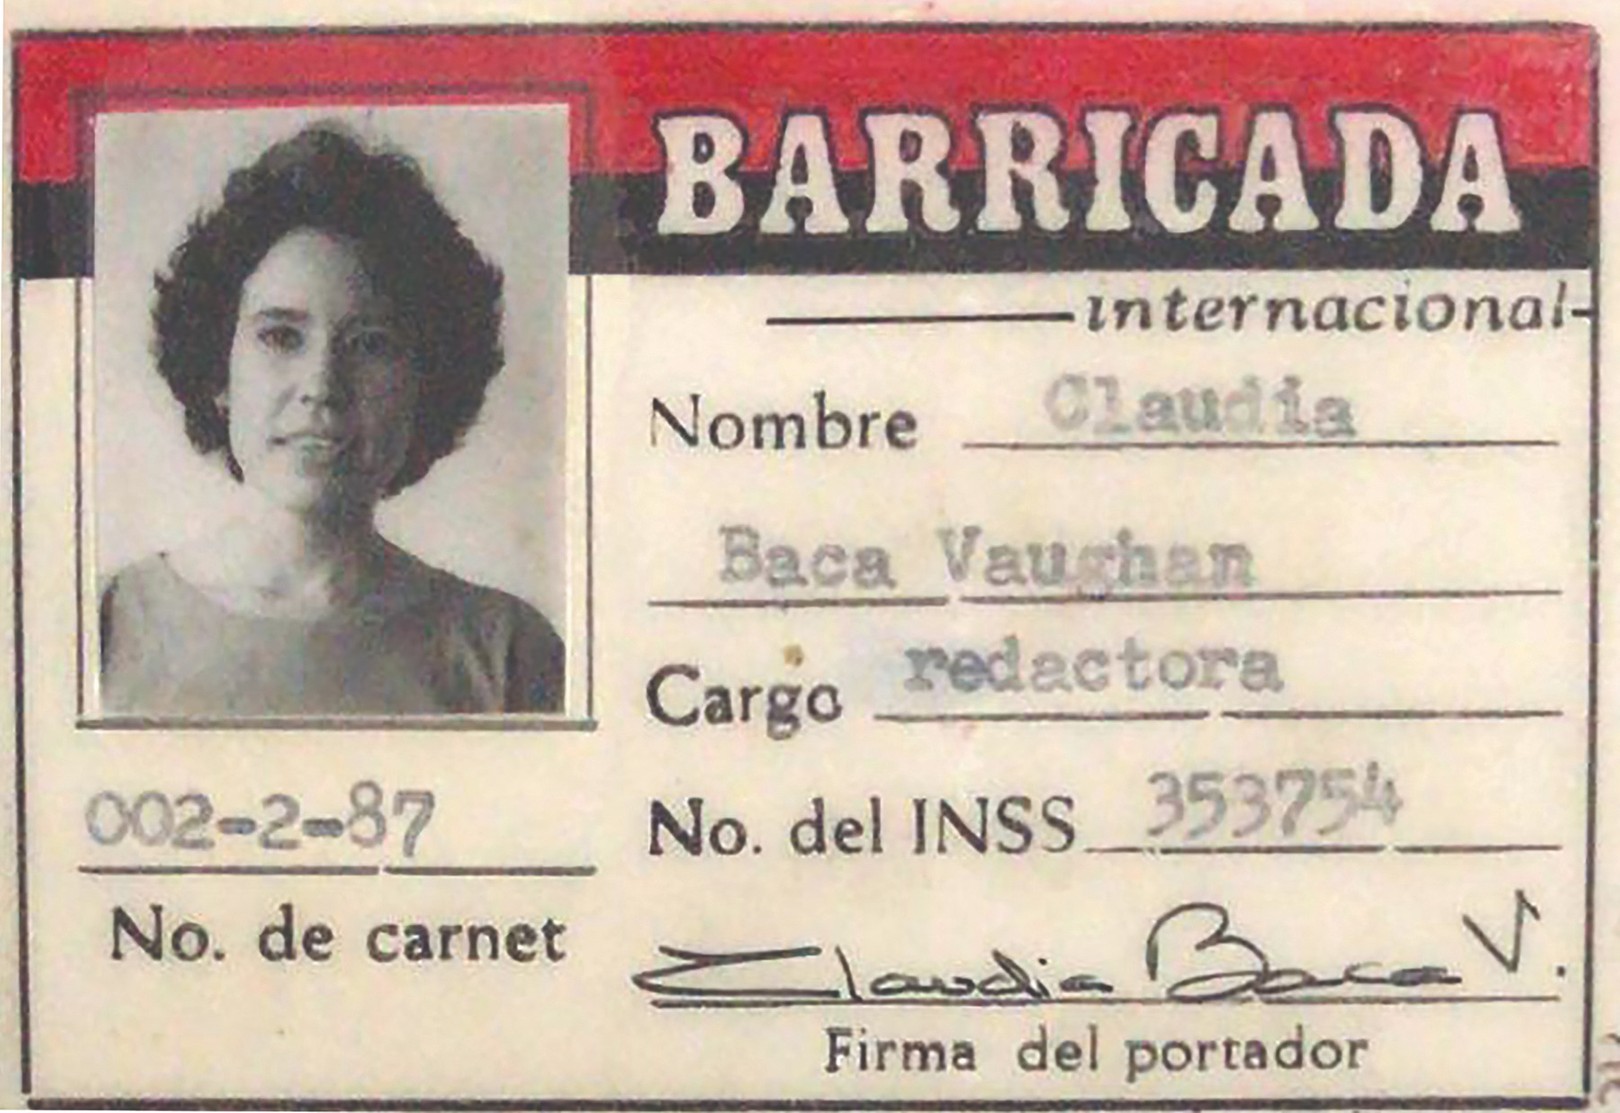 BARRICADA
internacional
Nombre Claudia
Baca Vaughan
Cargo redactora
No. del INSS 353754
002-2-87
No. de carnet
Claudia Baca V.
Firma del portador